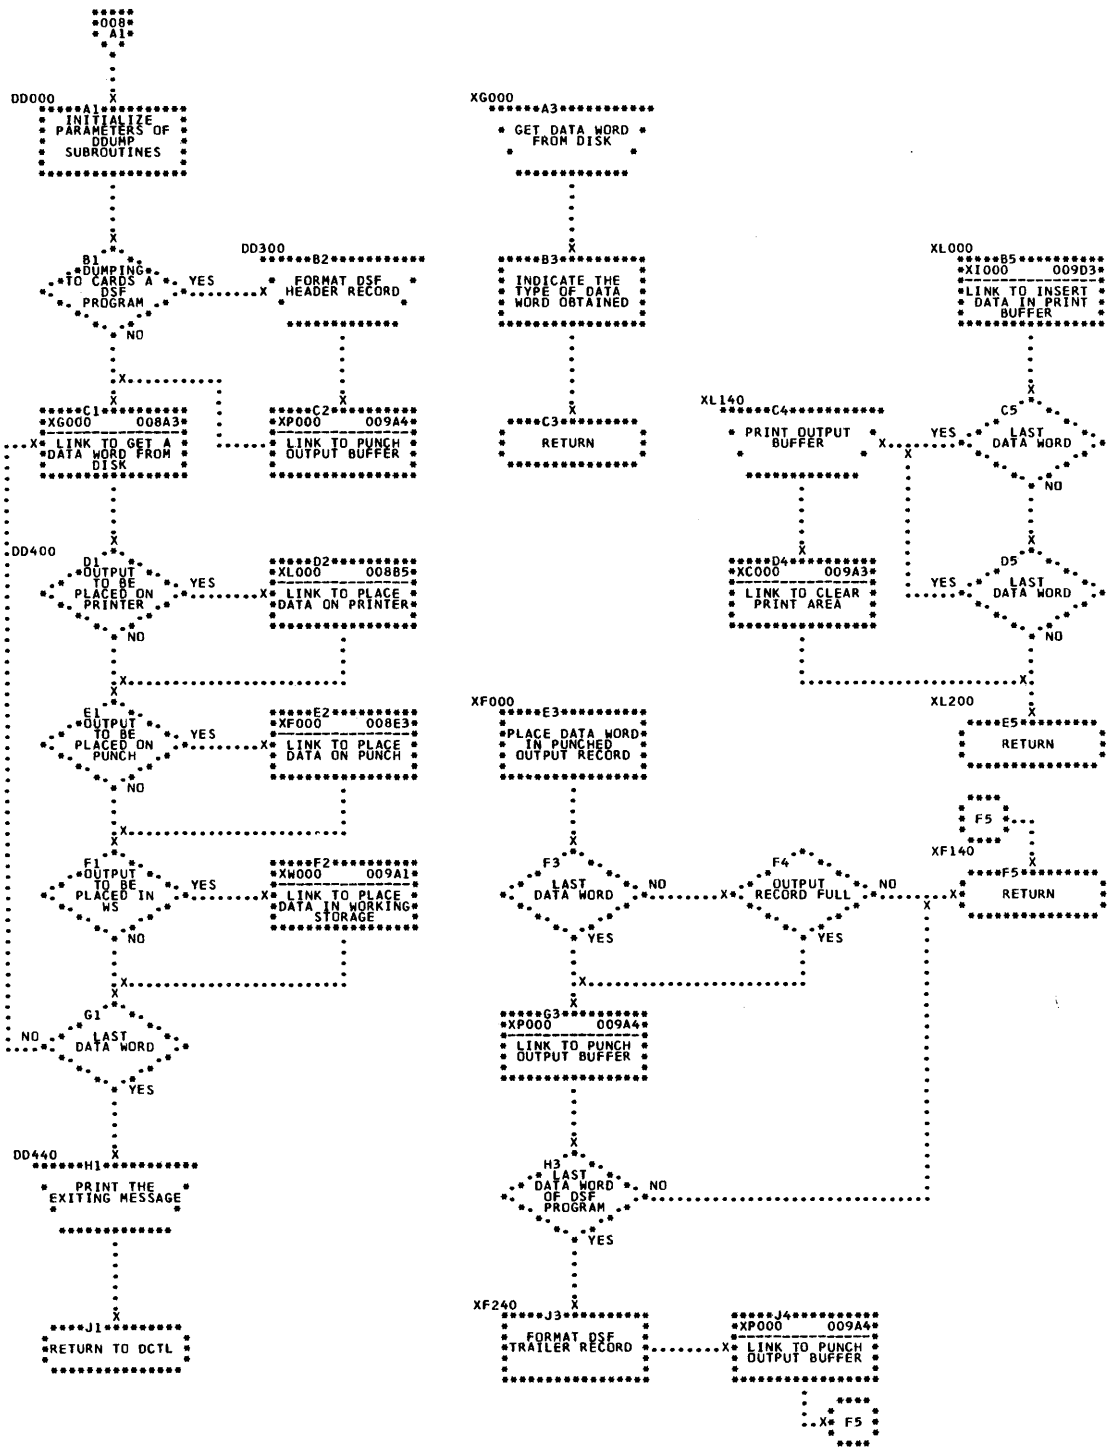 008
A1
DD000
A1
INITIALIZE
PARAMETERS OF
DDUMP
SUBROUTINES
B1
DUMPING
TO CARDS A
DSF
PROGRAM
YES
NO
DD300
B2
FORMAT DSF
HEADER RECORD
C1
XG000 008A3
LINK TO GET A
DATA WORD FROM
DISK
C2
XP000 009A4
LINK TO PUNCH
OUTPUT BUFFER
DD400
D1
OUTPUT
TO BE
PLACED ON
PRINTER
YES
NO
D2
XL000 008B5
LINK TO PLACE
DATA ON PRINTER
E1
OUTPUT
TO BE
PLACED ON
PUNCH
YES
NO
E2
XF000 008E3
LINK TO PLACE
DATA ON PUNCH
F1
OUTPUT
TO BE
PLACED IN
WS
YES
NO
F2
XW000 009A1
LINK TO PLACE
DATA IN WORKING
STORAGE
G1
LAST
DATA WORD
NO
YES
DD440
H1
PRINT THE
EXITING MESSAGE
J1
RETURN TO DCTL
XG000
A3
GET DATA WORD
FROM DISK
B3
INDICATE THE
TYPE OF DATA
WORD OBTAINED
C3
RETURN
XL000
B5
XI000 009D3
LINK TO INSERT
DATA IN PRINT
BUFFER
XL140
C4
PRINT OUTPUT
BUFFER
C5
LAST
DATA WORD
YES
NO
D4
XC000 009A3
LINK TO CLEAR
PRINT AREA
D5
LAST
DATA WORD
YES
NO
XL200
E5
RETURN
XF000
E3
PLACE DATA WORD
IN PUNCHED
OUTPUT RECORD
F5
XF140
F5
RETURN
F3
LAST
DATA WORD
NO
YES
F4
OUTPUT
RECORD FULL
NO
YES
G3
XP000 009A4
LINK TO PUNCH
OUTPUT BUFFER
H3
LAST
DATA WORD
OF DSF
PROGRAM
NO
YES
XF240
J3
FORMAT DSF
TRAILER RECORD
J4
XP000 009A4
LINK TO PUNCH
OUTPUT BUFFER
F5